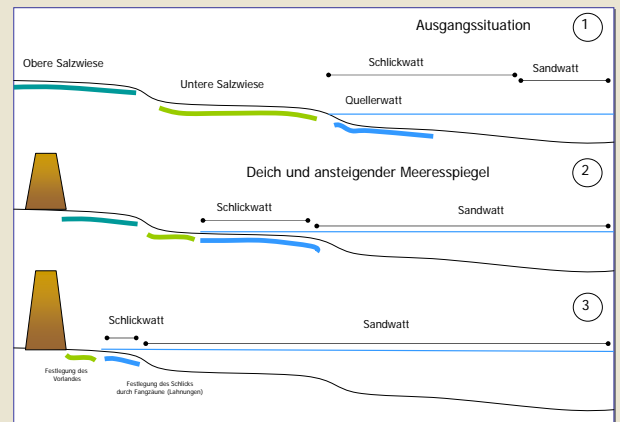 Ausgangssituation
1
Obere Salzwiese
Schlickwatt
Sandwatt
Untere Salzwiese
Quellerwatt
Deich und ansteigender Meeresspiegel
2
Schlickwatt
Sandwatt
3
Schlickwatt
Sandwatt
Festlegung des
Vorlandes
Festlegung des Schlicks
durch Fangzäune (Lahnungen)